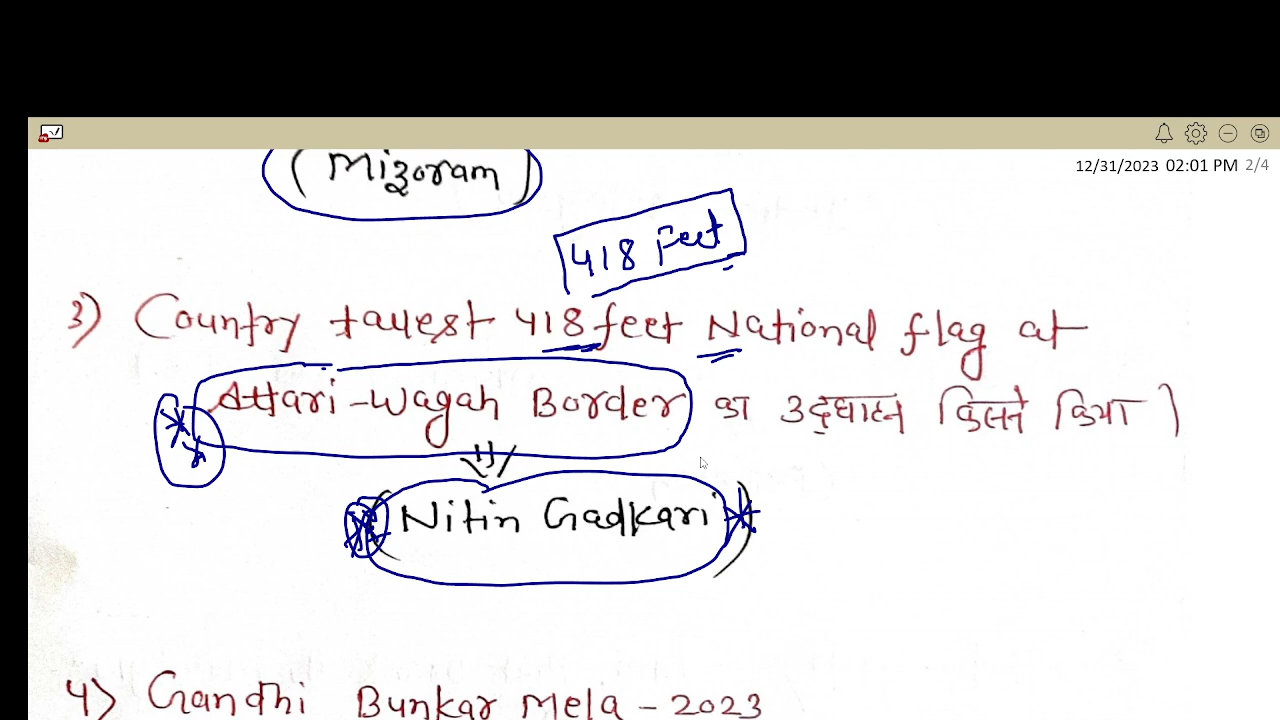 12/31/2023 02:01 PM 2/4
(Mizoram)
418 Feet
3) Country tallest 418 feet National flag at
Attari-Wagah Border का उद्घाटन किसने किया।
(Nitin Gadkari)
4) Gandhi Bunkar Mela - 2023